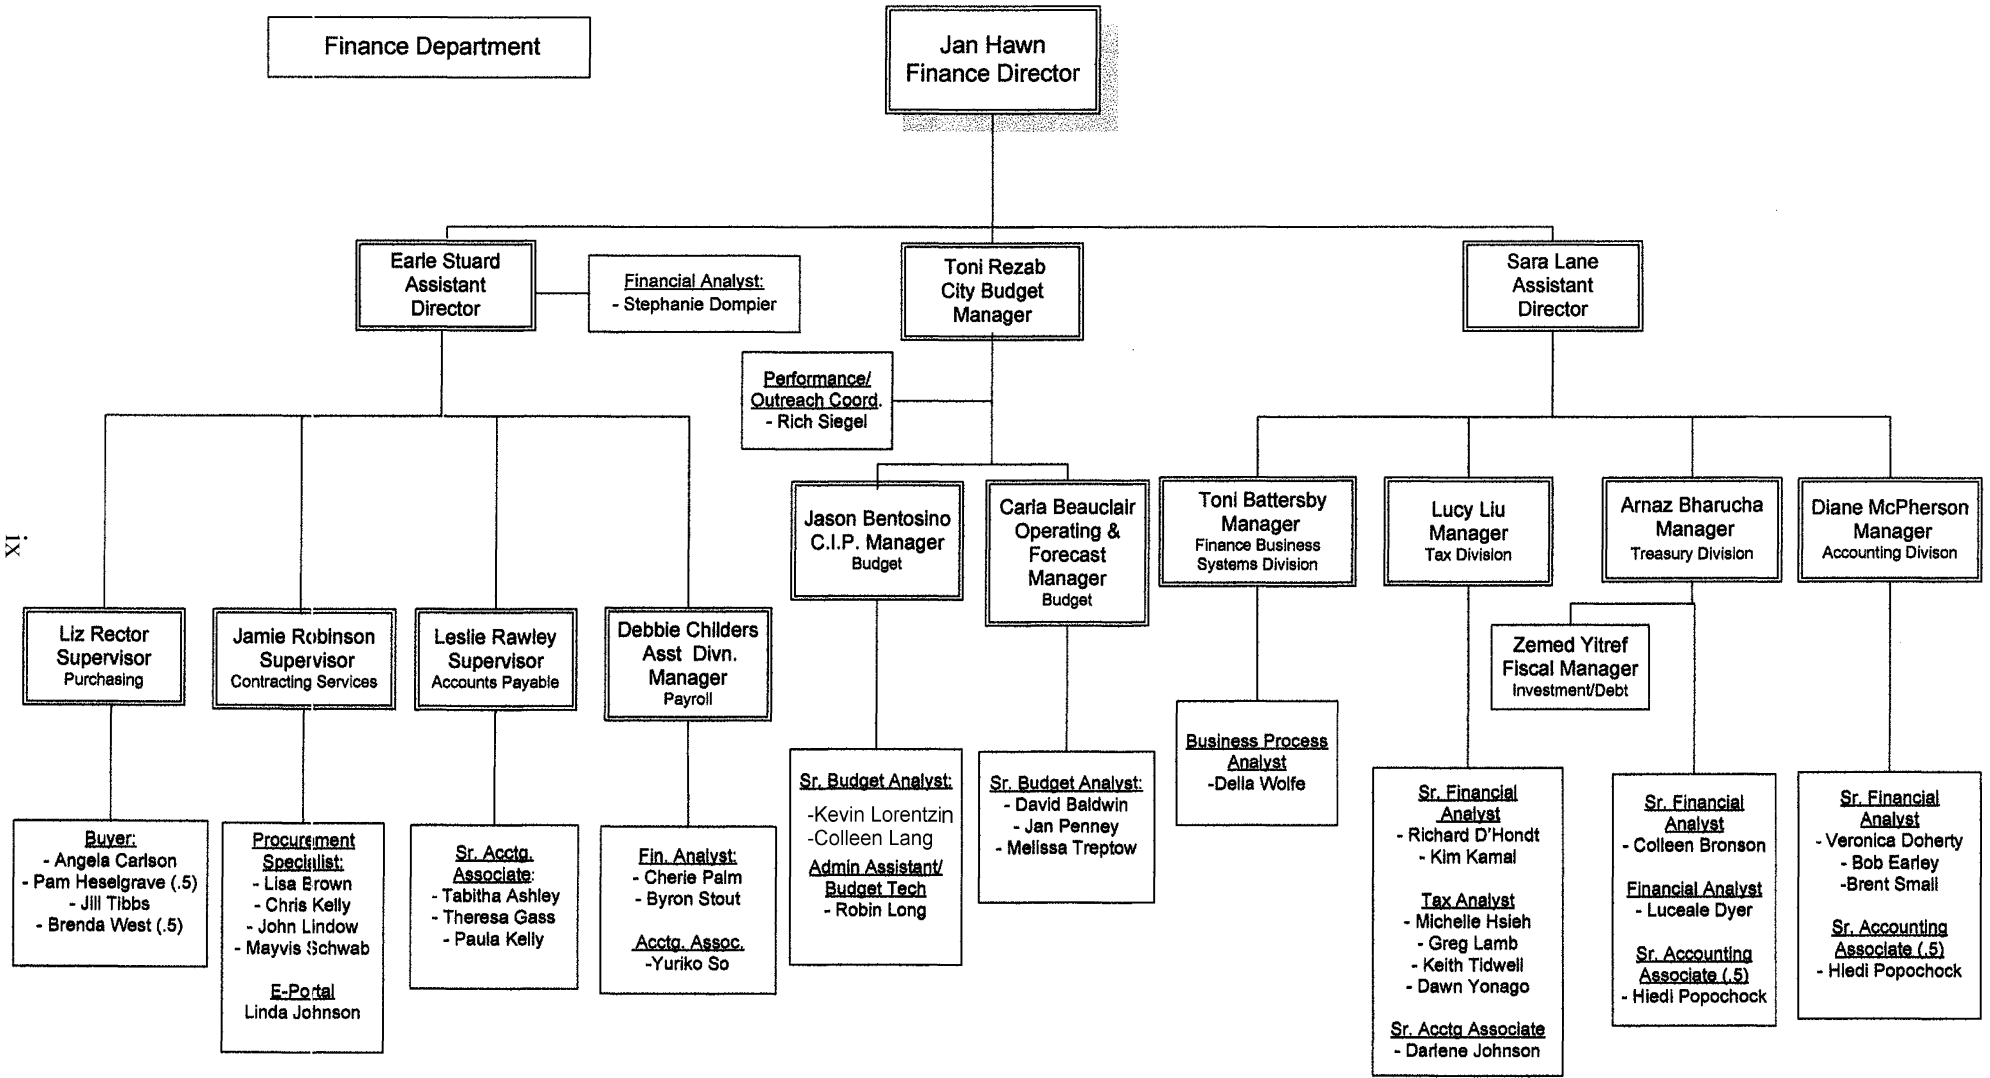 Finance Department
Jan Hawn
Finance Director
Earle Stuard
Assistant
Director
Financial Analyst:
- Stephanie Dompier
Toni Rezab
City Budget
Manager
Sara Lane
Assistant
Director
Performance/
Outreach Coord.
- Rich Siegel
Jason Bentosino
C.I.P. Manager
Budget
Carla Beauclair
Operating &
Forecast
Manager
Budget
Toni Battersby
Manager
Finance Business
Systems Division
Lucy Liu
Manager
Tax Division
Arnaz Bharucha
Manager
Treasury Division
Diane McPherson
Manager
Accounting Divison
ix
Liz Rector
Supervisor
Purchasing
Jamie Robinson
Supervisor
Contracting Services
Leslie Rawley
Supervisor
Accounts Payable
Debbie Childers
Asst Divn.
Manager
Payroll
Zemed Yitref
Fiscal Manager
Investment/Debt
Buyer:
- Angela Carlson
- Pam Heselgrave (.5)
- Jill Tibbs
- Brenda West (.5)
Procurement
Specialist:
- Lisa Brown
- Chris Kelly
- John Lindow
- Mayvis Schwab
E-Portal
Linda Johnson
Sr. Acctg.
Associate:
- Tabitha Ashley
- Theresa Gass
- Paula Kelly
Fin. Analyst:
- Cherie Palm
- Byron Stout
Acctg. Assoc.
-Yuriko So
Sr. Budget Analyst:
-Kevin Lorentzin
-Colleen Lang
Admin Assistant/
Budget Tech
- Robin Long
Sr. Budget Analyst:
- David Baldwin
- Jan Penney
- Melissa Treptow
Business Process
Analyst
-Delia Wolfe
Sr. Financial
Analyst
- Richard D'Hondt
- Kim Kamal
Tax Analyst
- Michelle Hsieh
- Greg Lamb
- Keith Tidwell
- Dawn Yonago
Sr. Acctg Associate
- Darlene Johnson
Sr. Financial
Analyst
- Colleen Bronson
Financial Analyst
- Luceale Dyer
Sr. Accounting
Associate (.5)
- Hiedi Popochock
Sr. Financial
Analyst
- Veronica Doherty
- Bob Earley
-Brent Small
Sr. Accounting
Associate (.5)
- Hiedi Popochock